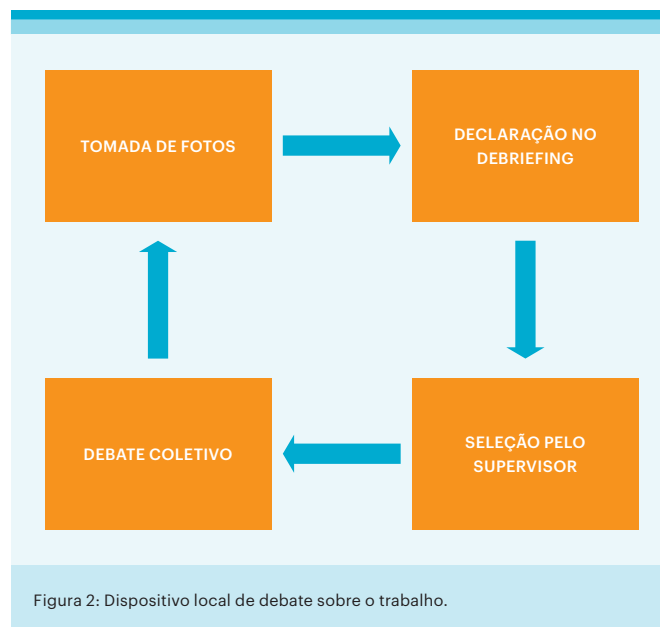 TOMADA DE FOTOS
DECLARAÇÃO NO
DEBRIEFING
SELEÇÃO PELO
SUPERVISOR
DEBATE COLETIVO
Figura 2: Dispositivo local de debate sobre o trabalho.